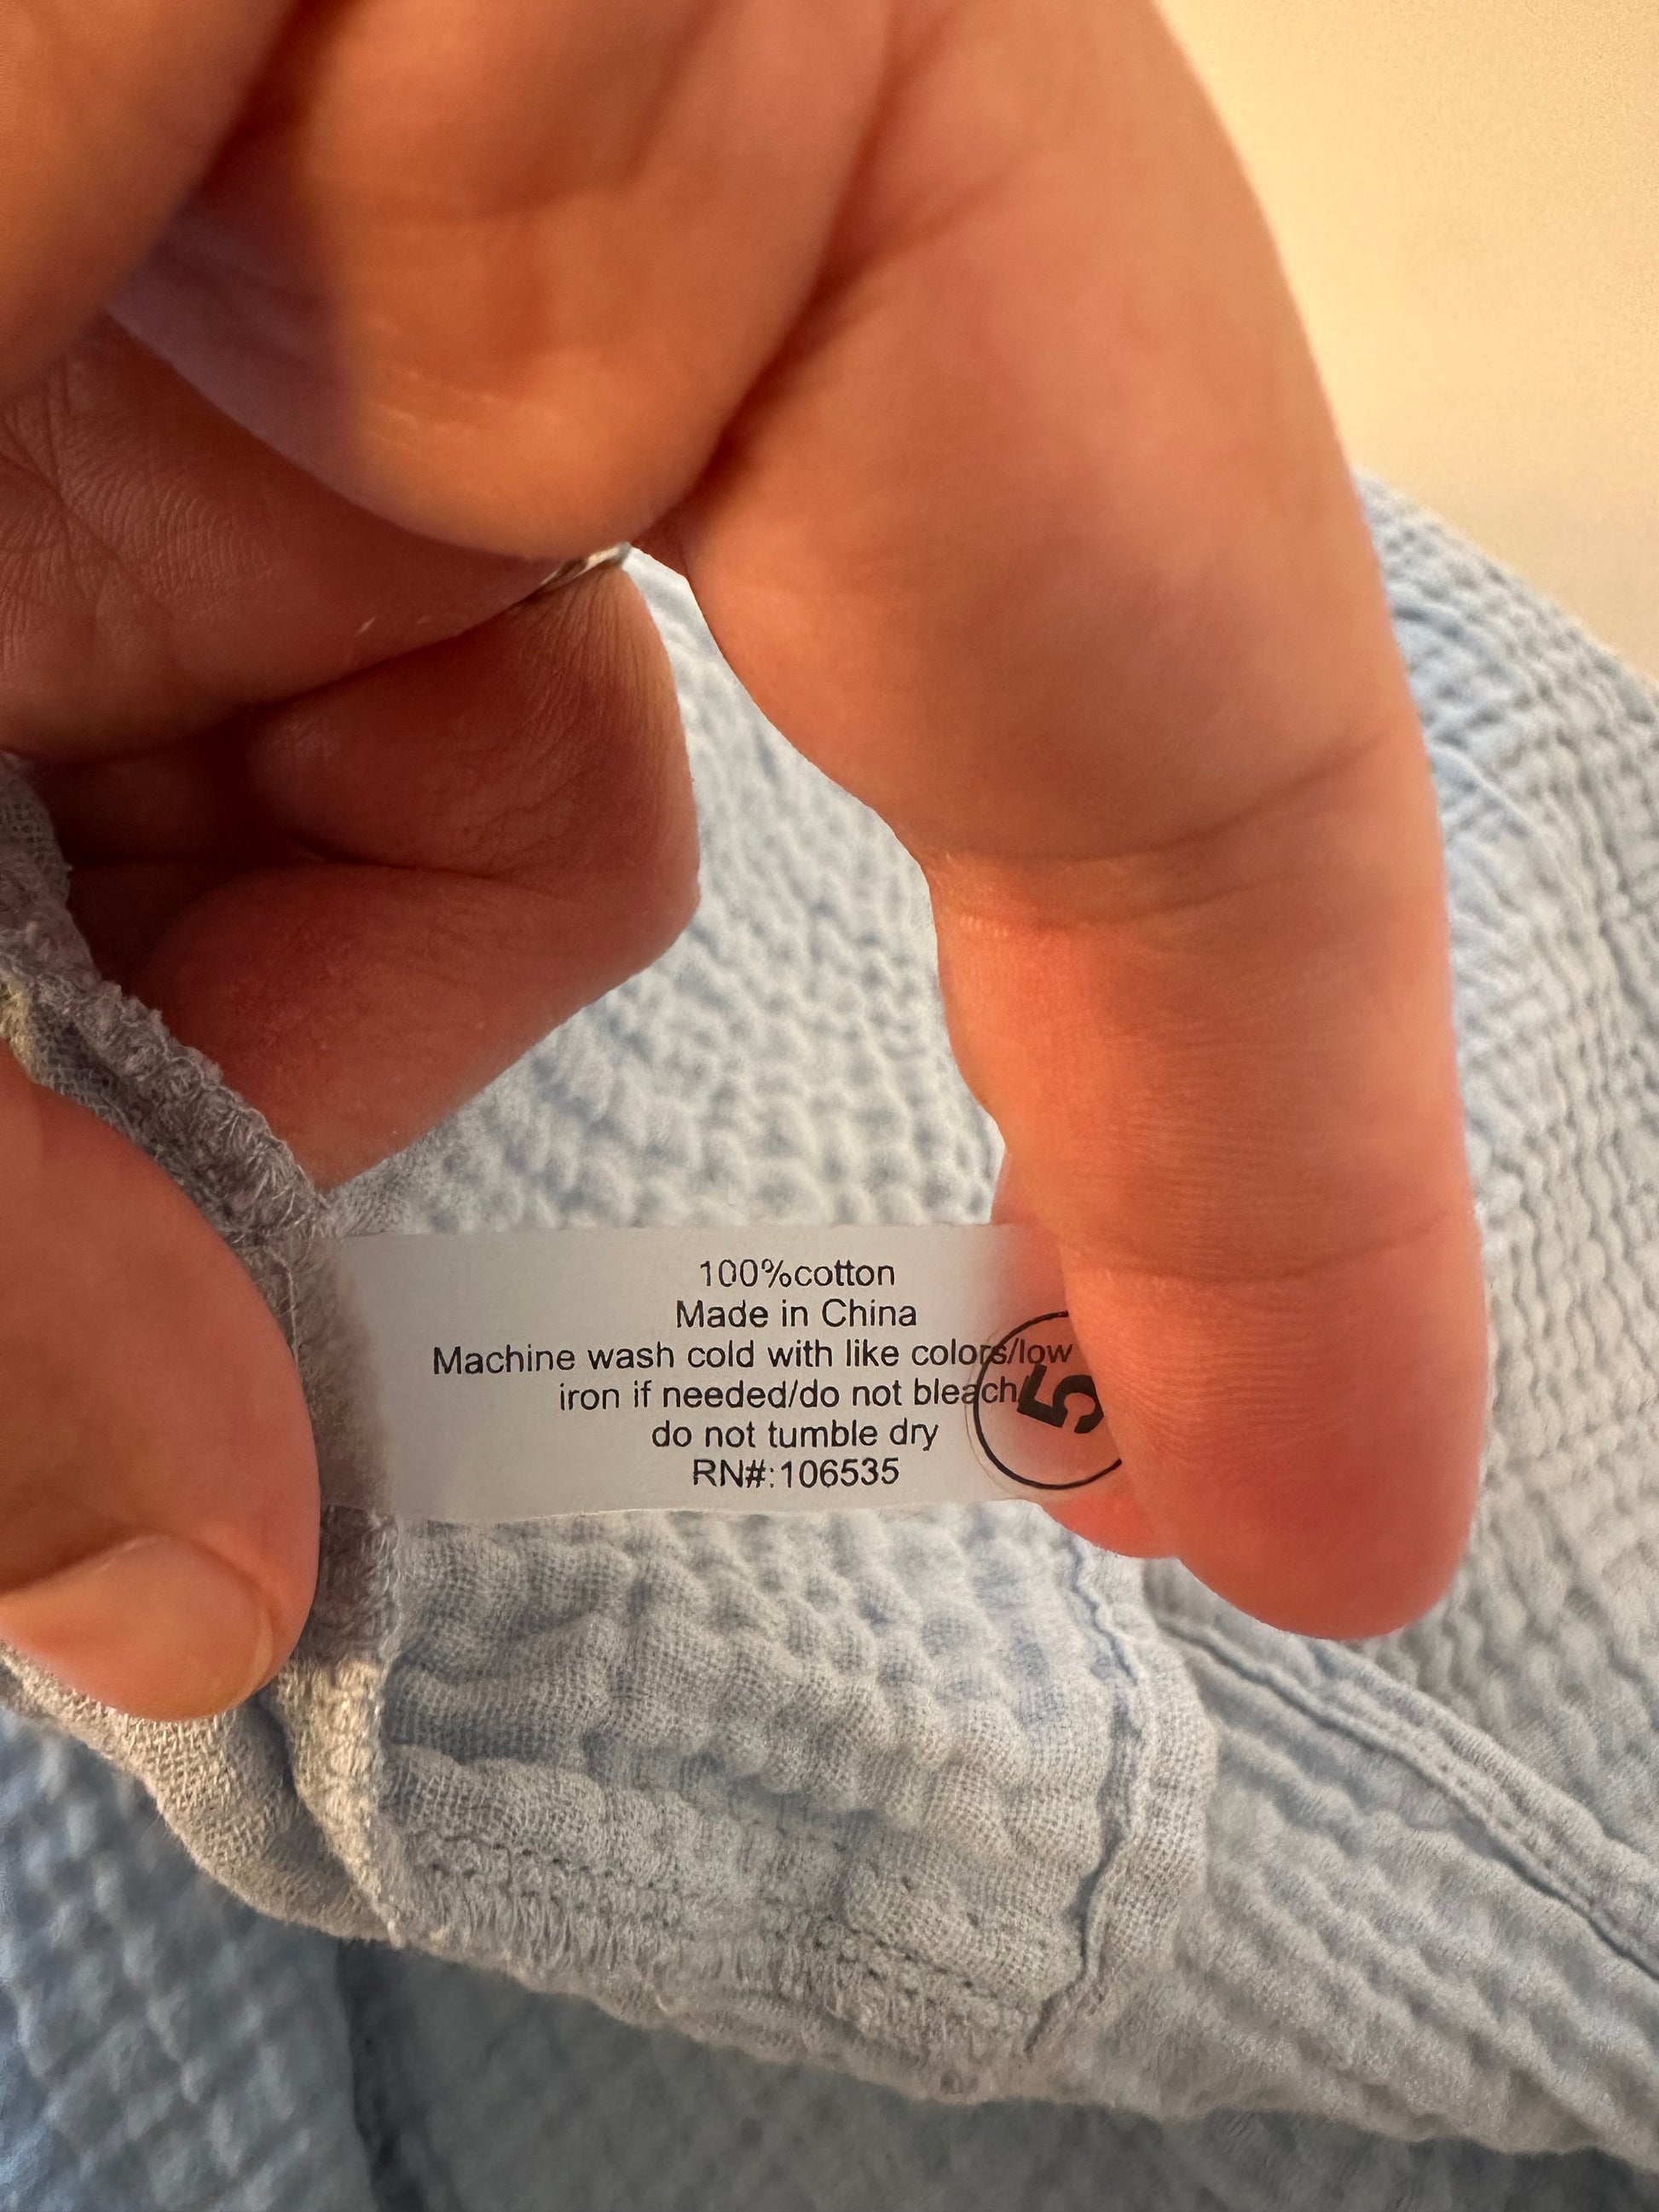 100%cotton
Made in China
Machine wash cold with like colors/low
iron if needed/do not bleach/
do not tumble dry
RN#:106535
5